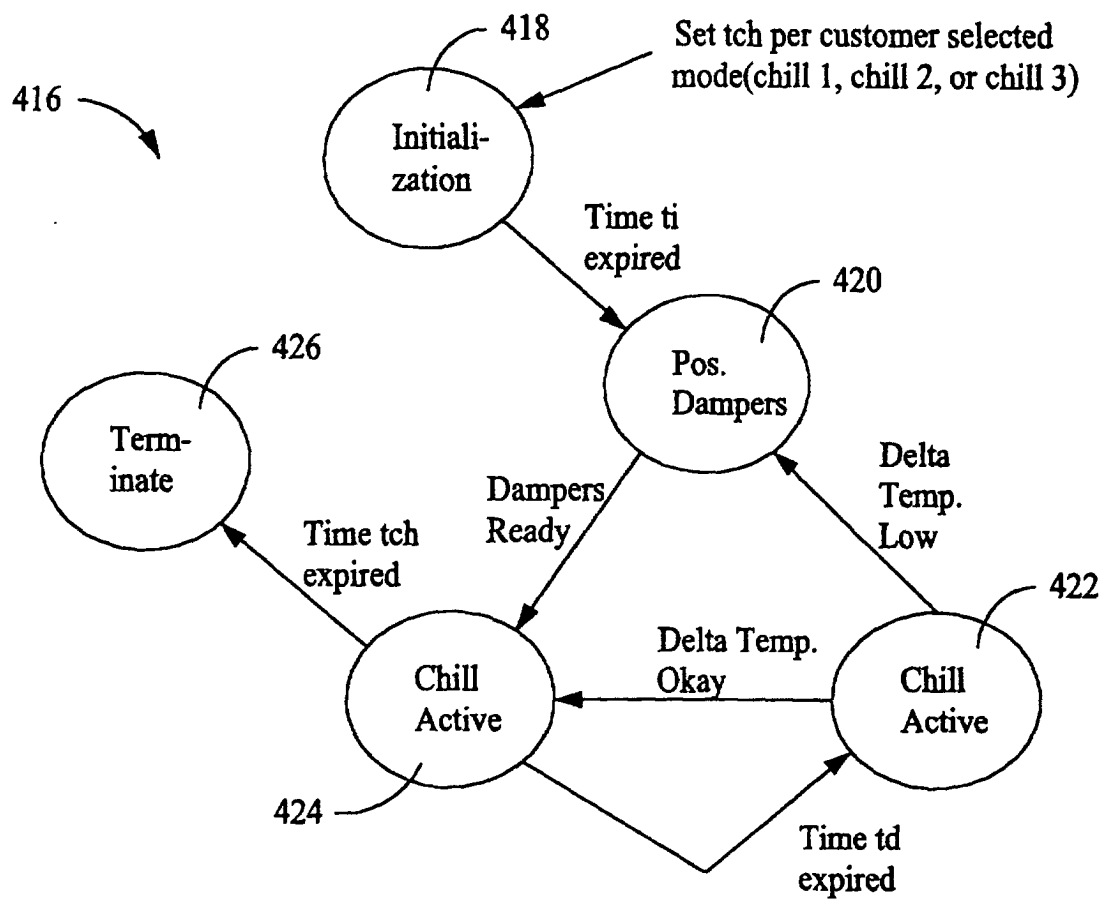 418
Set tch per customer selected
mode(chill 1, chill 2, or chill 3)
416
Initiali-
zation
Time ti
expired
420
Pos.
Dampers
426
Term-
inate
Delta
Temp.
Low
Dampers
Ready
Time tch
expired
422
Delta Temp.
Okay
Chill
Active
Chill
Active
424
Time td
expired